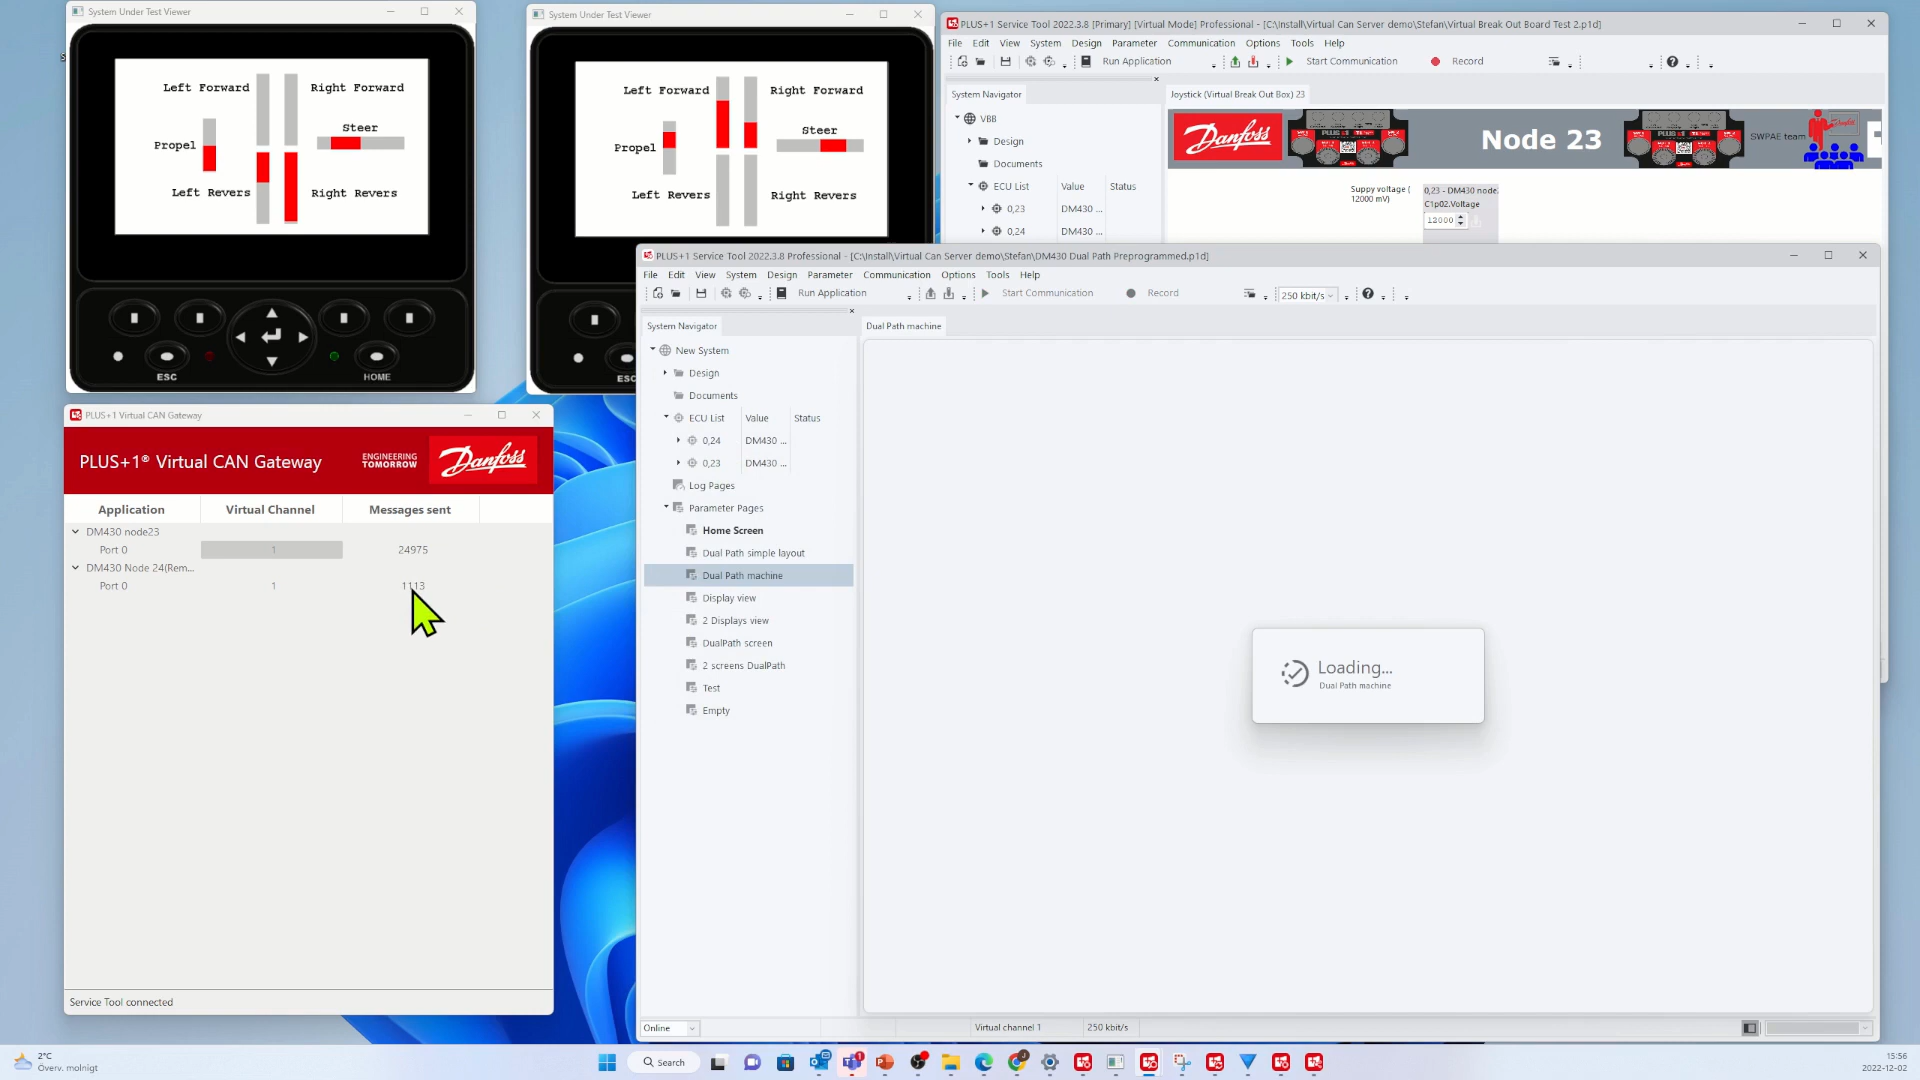 System Under Test Viewer
Left Forward
Right Forward
Steer
Propel
Left Revers
Right Revers
ESC
HOME
System Under Test Viewer
Left Forward
Right Forward
Steer
Propel
Left Revers
Right Revers
ESC
PLUS+1 Service Tool 2022.3.8 [Primary] [Virtual Mode] Professional - [C:\Install\Virtual Can Server demo\Stefan\Virtual Break Out Board Test 2.p1d]
File Edit View System Design Parameter Communication Options Tools Help
Run Application Start Communication Record
System Navigator
Joystick (Virtual Break Out Box) 23
VBB
Design
Documents
ECU List Value Status
0,23 DM430 ...
0,24 DM430 ...
Danfoss
Node 23
SWPAE team
Suppy voltage (
12000 mV)
0,23 - DM430 node.
C1p02.Voltage
12000
PLUS+1 Service Tool 2022.3.8 Professional - [C:\Install\Virtual Can Server demo\Stefan\DM430 Dual Path Preprogrammed.p1d]
File Edit View System Design Parameter Communication Options Tools Help
Run Application Start Communication Record 250 kbit/s
System Navigator
Dual Path machine
New System
Design
Documents
ECU List Value Status
0,24 DM430 ...
0,23 DM430 ...
Log Pages
Parameter Pages
Home Screen
Dual Path simple layout
Dual Path machine
Display view
2 Displays view
DualPath screen
2 screens DualPath
Test
Empty
Loading...
Dual Path machine
Online
Virtual channel 1
250 kbit/s
PLUS+1 Virtual CAN Gateway
PLUS+1® Virtual CAN Gateway
ENGINEERING
TOMORROW
Danfoss
Application Virtual Channel Messages sent
DM430 node23
Port 0 1 24975
DM430 Node 24(Rem...
Port 0 1 1113
Service Tool connected
2°C
Överv. molnigt
Search
15:56
2022-12-02